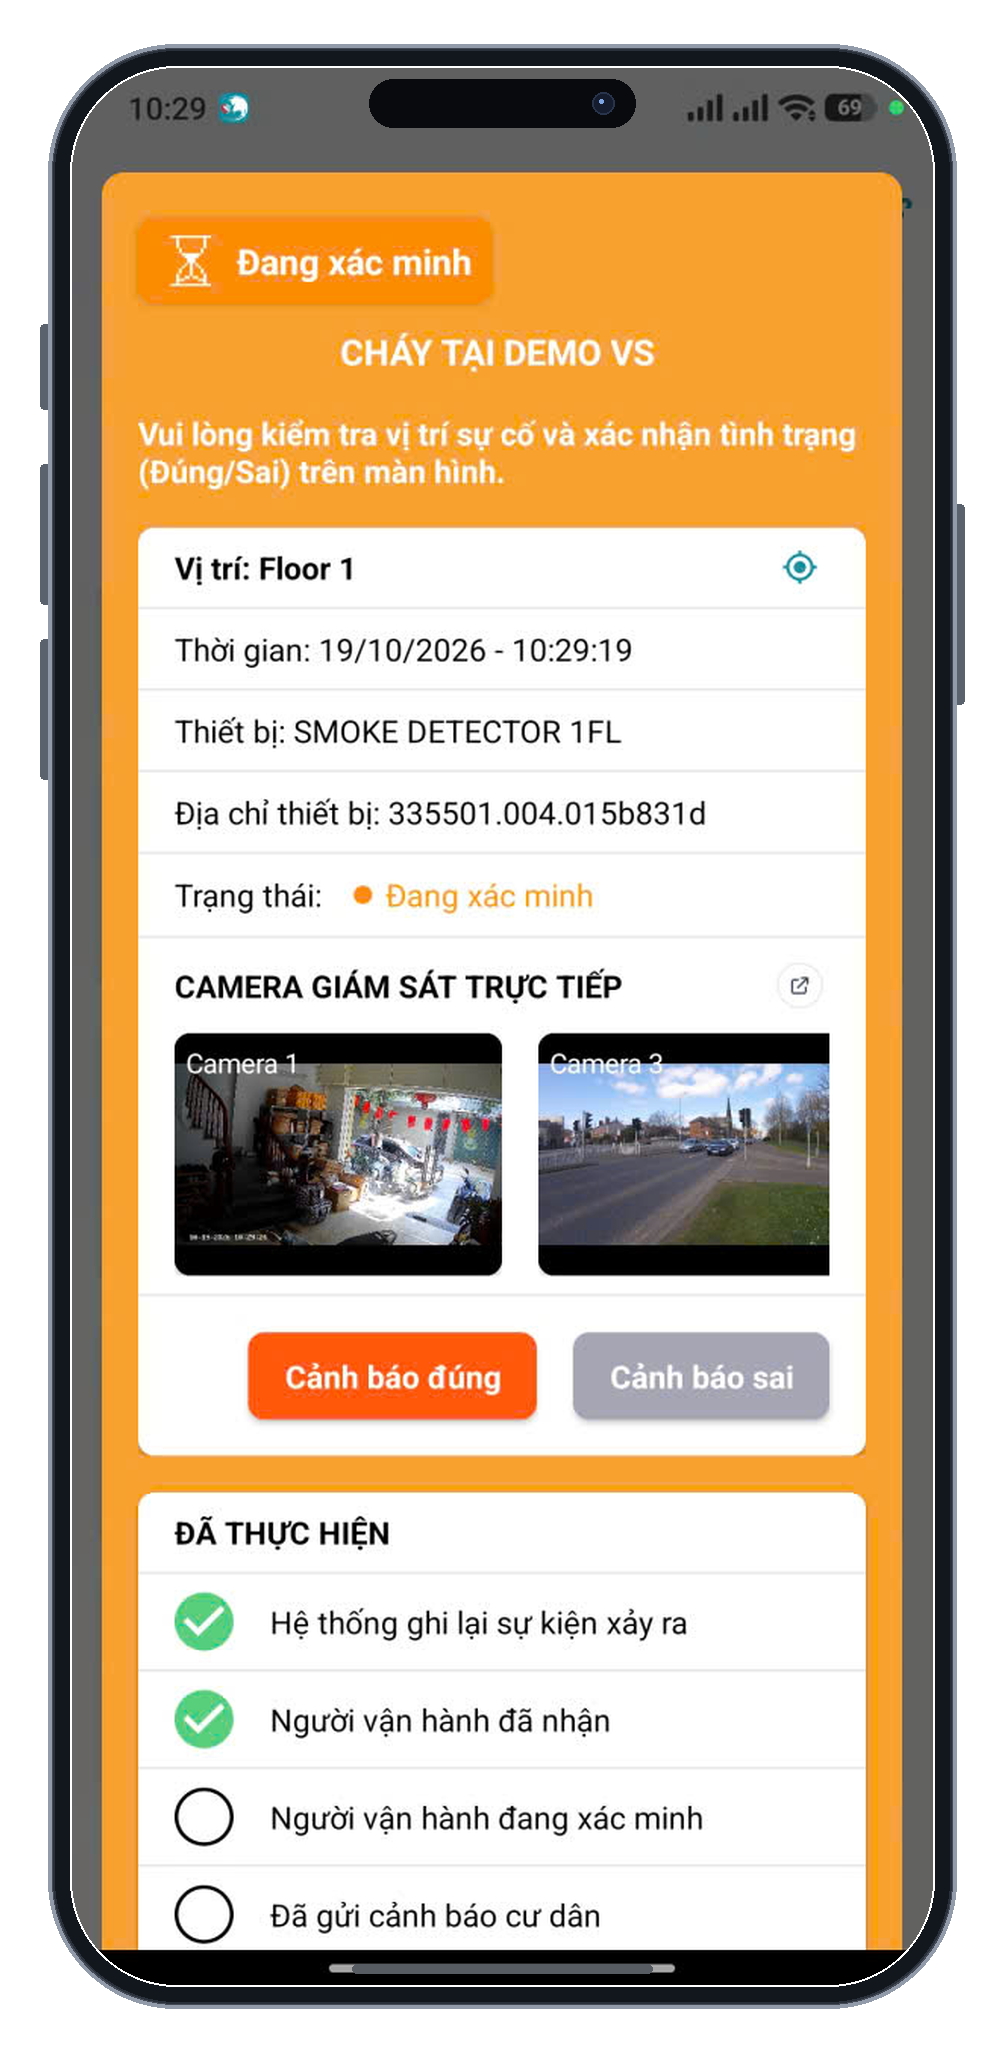 10:29
69
Đang xác minh
CHÁY TẠI DEMO VS
Vui lòng kiểm tra vị trí sự cố và xác nhận tình trạng
(Đúng/Sai) trên màn hình.
Vị trí: Floor 1
Thời gian: 19/10/2026 - 10:29:19
Thiết bị: SMOKE DETECTOR 1FL
Địa chỉ thiết bị: 335501.004.015b831d
Trạng thái: Đang xác minh
CAMERA GIÁM SÁT TRỰC TIẾP
Camera 1
Camera 3
Cảnh báo đúng
Cảnh báo sai
ĐÃ THỰC HIỆN
Hệ thống ghi lại sự kiện xảy ra
Người vận hành đã nhận
Người vận hành đang xác minh
Đã gửi cảnh báo cư dân